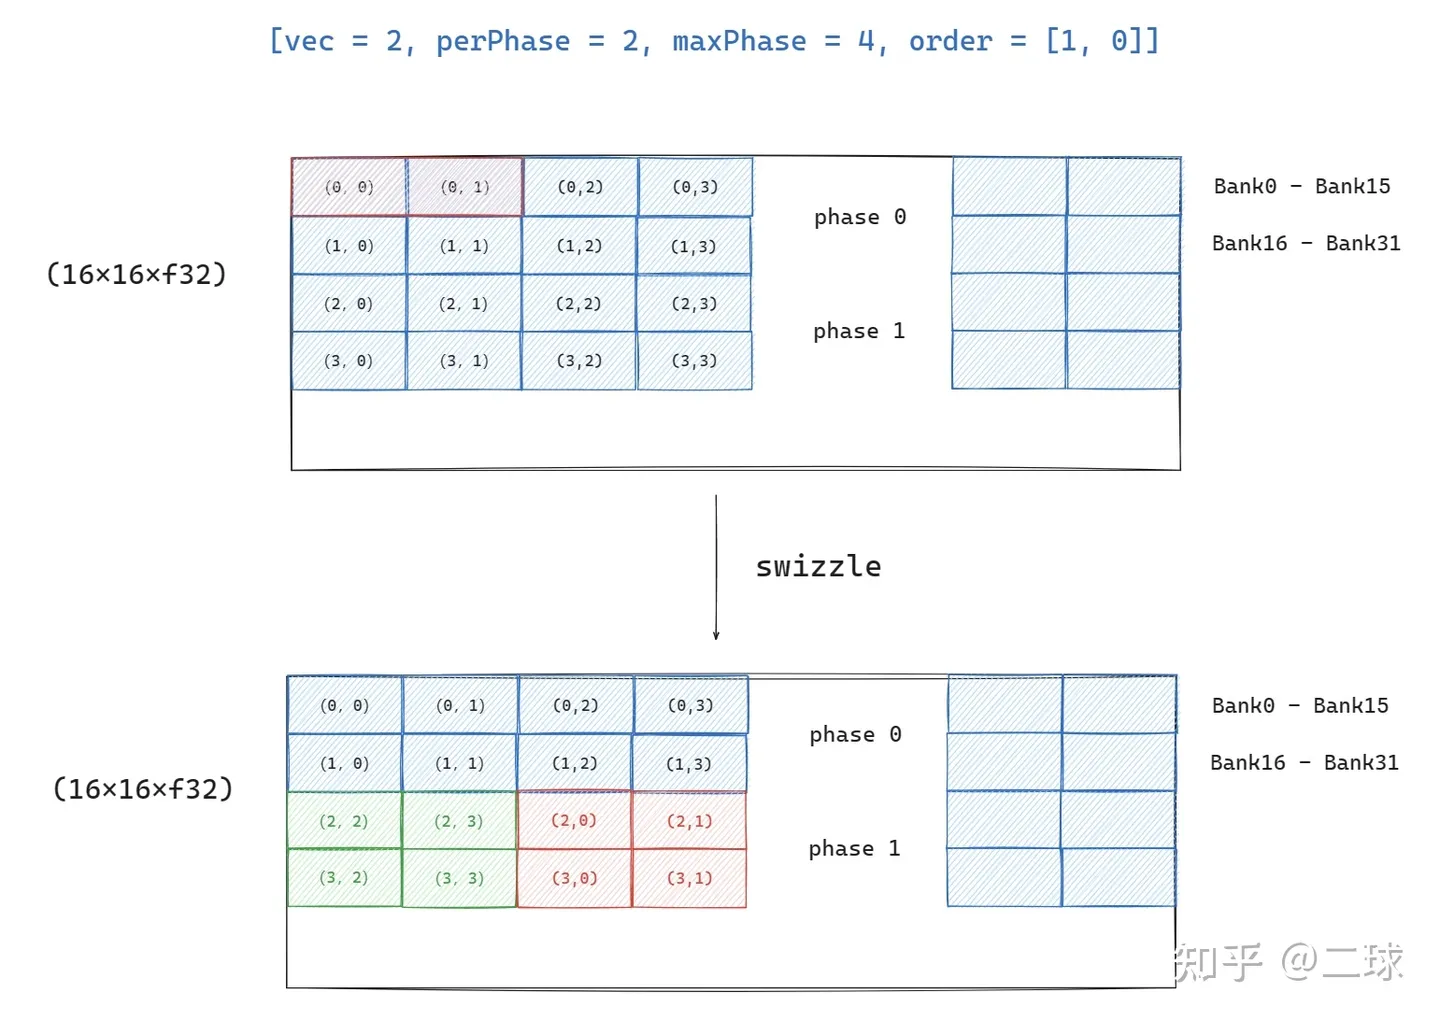 [vec = 2, perPhase = 2, maxPhase = 4, order = [1, 0]]
(0, 0) (0, 1) (0,2) (0,3) Bank0 - Bank15
phase 0
(1, 0) (1, 1) (1,2) (1,3) Bank16 - Bank31
(16×16×f32)
(2, 0) (2, 1) (2,2) (2,3)
phase 1
(3, 0) (3, 1) (3,2) (3,3)
swizzle
(0, 0) (0, 1) (0,2) (0,3) Bank0 - Bank15
phase 0
(1, 0) (1, 1) (1,2) (1,3) Bank16 - Bank31
(16×16×f32)
(2, 2) (2, 3) (2,0) (2,1)
phase 1
(3, 2) (3, 3) (3,0) (3,1)
知乎 @二球